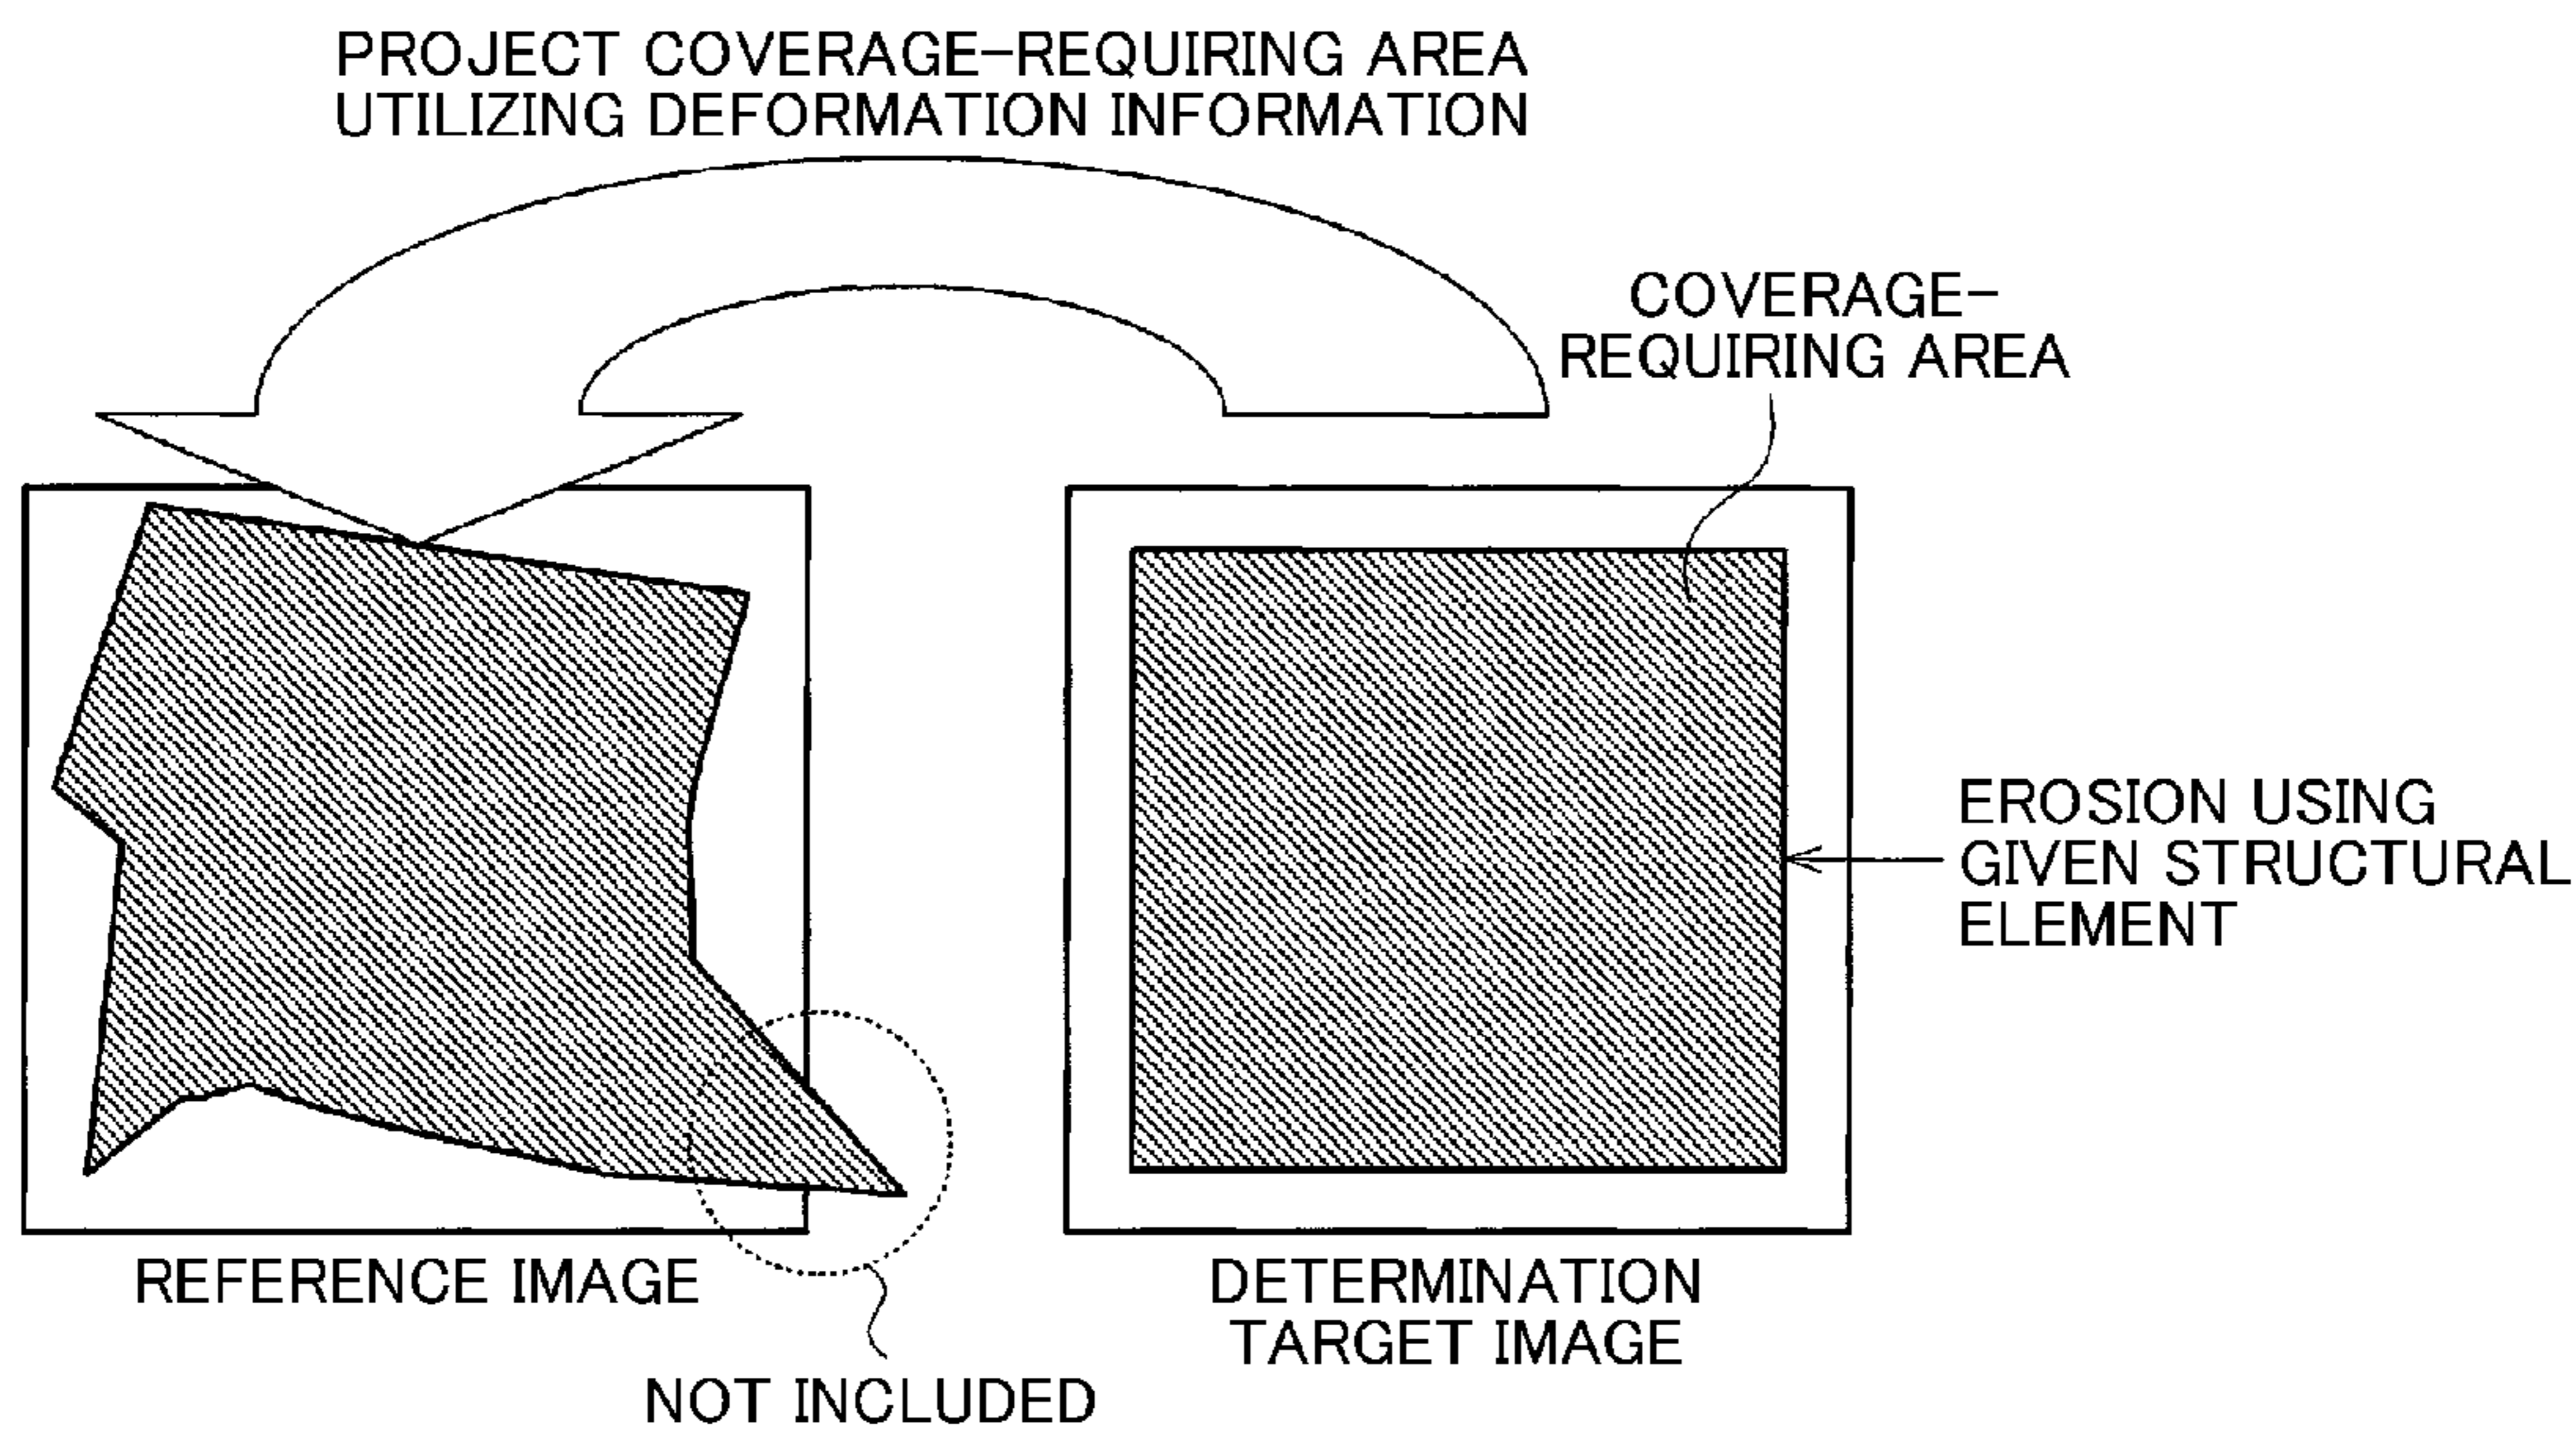 PROJECT COVERAGE-REQUIRING AREA
UTILIZING DEFORMATION INFORMATION
COVERAGE-
REQUIRING AREA
EROSION USING
GIVEN STRUCTURAL
ELEMENT
REFERENCE IMAGE
DETERMINATION
TARGET IMAGE
NOT INCLUDED